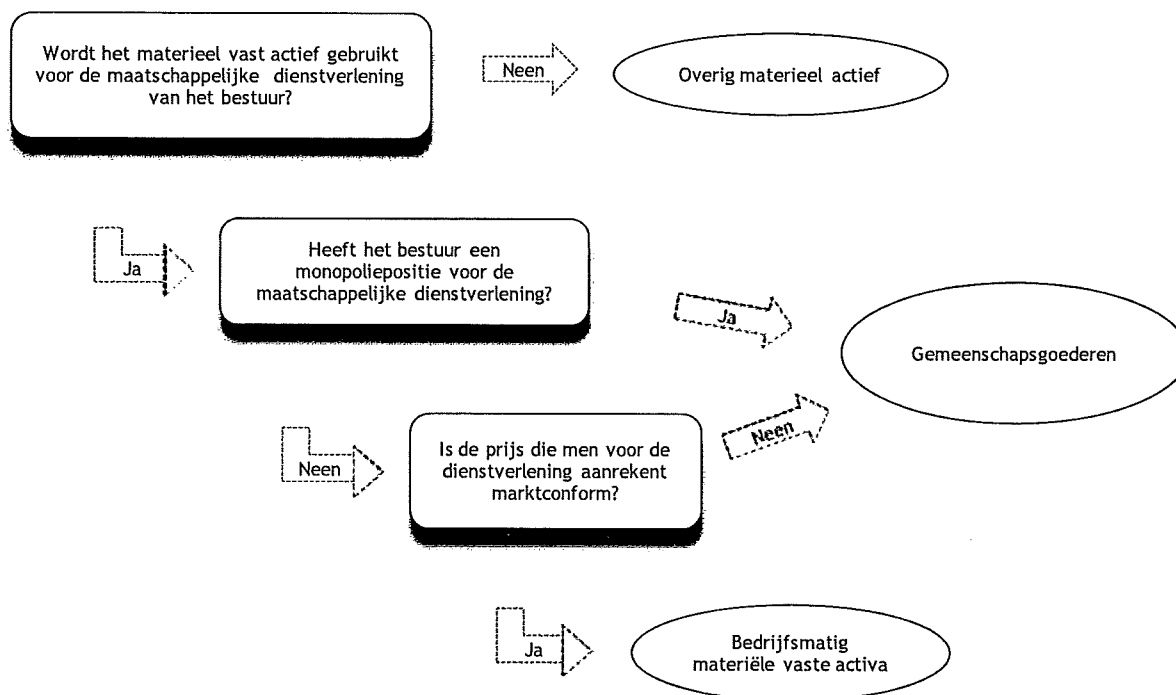 Wordt het materieel vast actief gebruikt
voor de maatschappelijke dienstverlening
van het bestuur?
Neen
Overig materieel actief
Ja
Heeft het bestuur een
monopoliepositie voor de
maatschappelijke dienstverlening?
Ja
Gemeenschapsgoederen
Neen
Is de prijs die men voor de
dienstverlening aanrekent
marktconform?
Neen
Ja
Bedrijfsmatig
materiële vaste activa